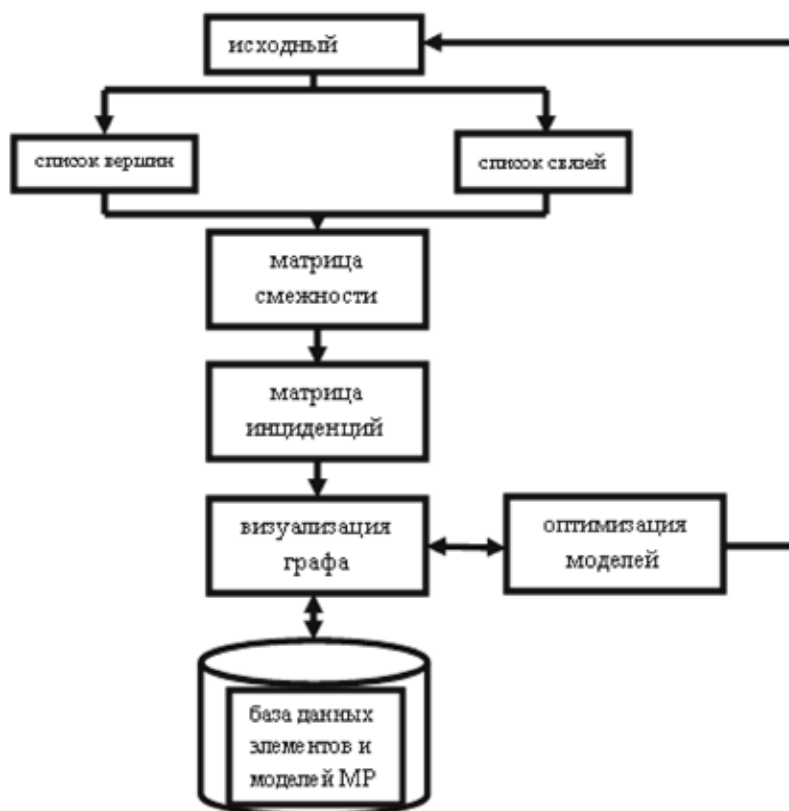 исходный
список вершин
список связей
матрица
смежности
матрица
инциденций
визуализация
графа
оптимизация
моделей
база данных
элементов и
моделей МР